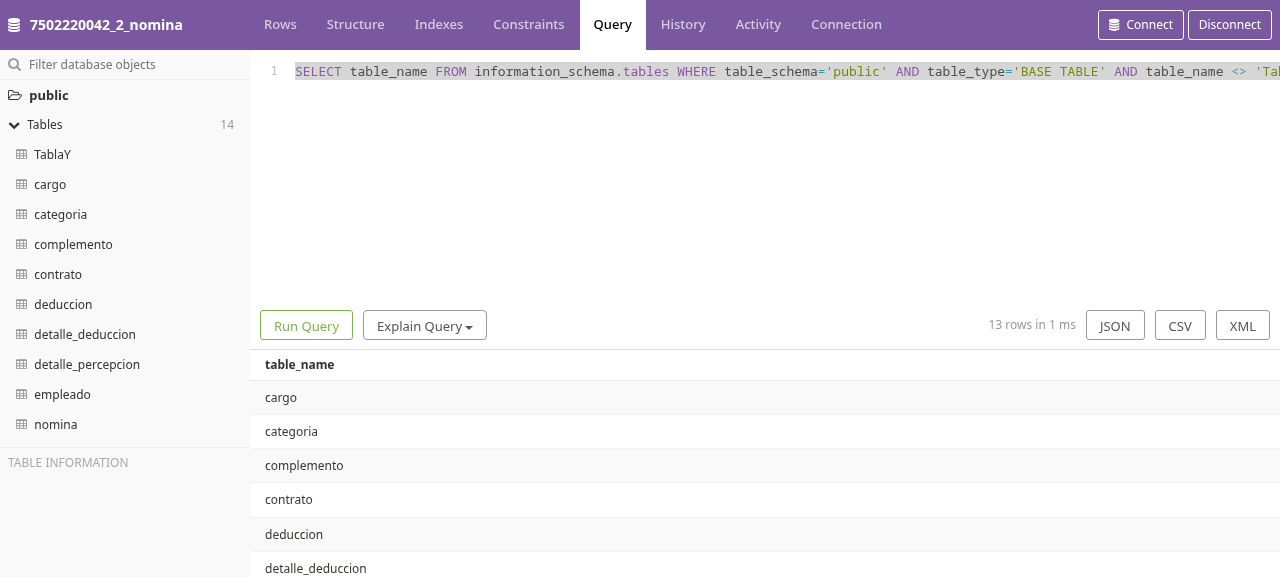 7502220042_2_nomina
Rows Structure Indexes Constraints Query History Activity Connection
Connect Disconnect
Filter database objects
public
Tables 14
TablaY
cargo
categoria
complemento
contrato
deduccion
detalle_deduccion
detalle_percepcion
empleado
nomina
TABLE INFORMATION
1 SELECT table_name FROM information_schema.tables WHERE table_schema='public' AND table_type='BASE TABLE' AND table_name <> 'Tab
Run Query Explain Query 13 rows in 1 ms JSON CSV XML
table_name
cargo
categoria
complemento
contrato
deduccion
detalle_deduccion